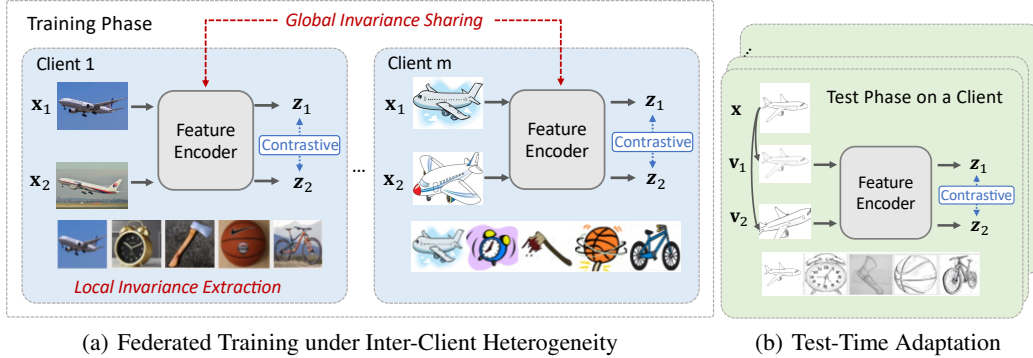 Training Phase
Global Invariance Sharing
Client 1
x₁
x₂
Feature
Encoder
z₁
Contrastive
z₂
Local Invariance Extraction
...
Client m
x₁
x₂
Feature
Encoder
z₁
Contrastive
z₂
...
Test Phase on a Client
x
v₁
v₂
Feature
Encoder
z₁
Contrastive
z₂
(a) Federated Training under Inter-Client Heterogeneity
(b) Test-Time Adaptation